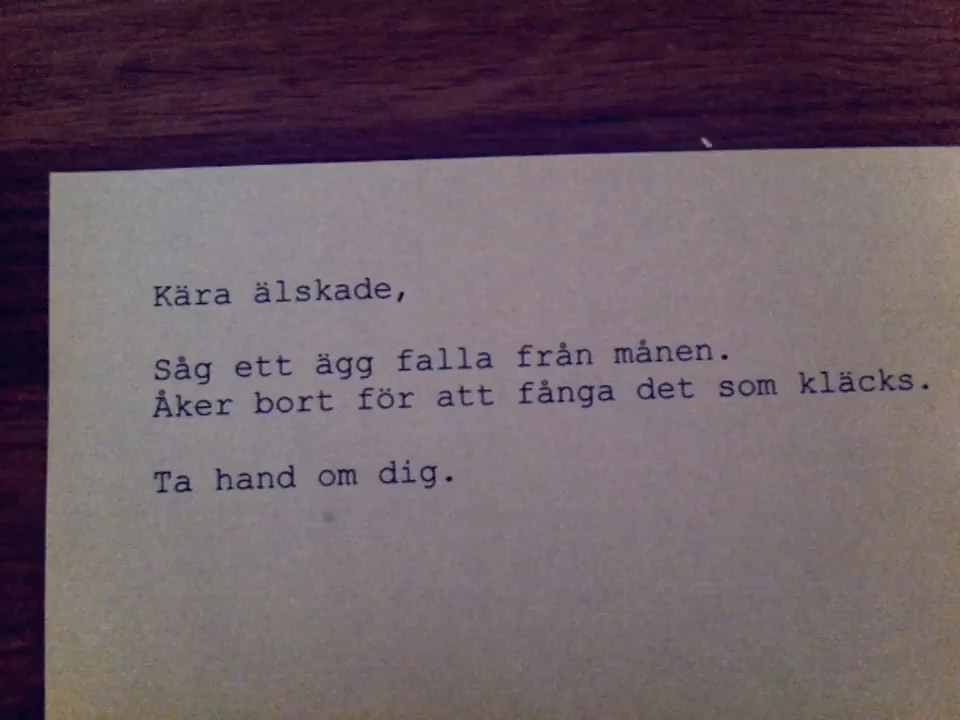 Kära älskade,
Såg ett ägg falla från månen.
Åker bort för att fånga det som kläcks.
Ta hand om dig.